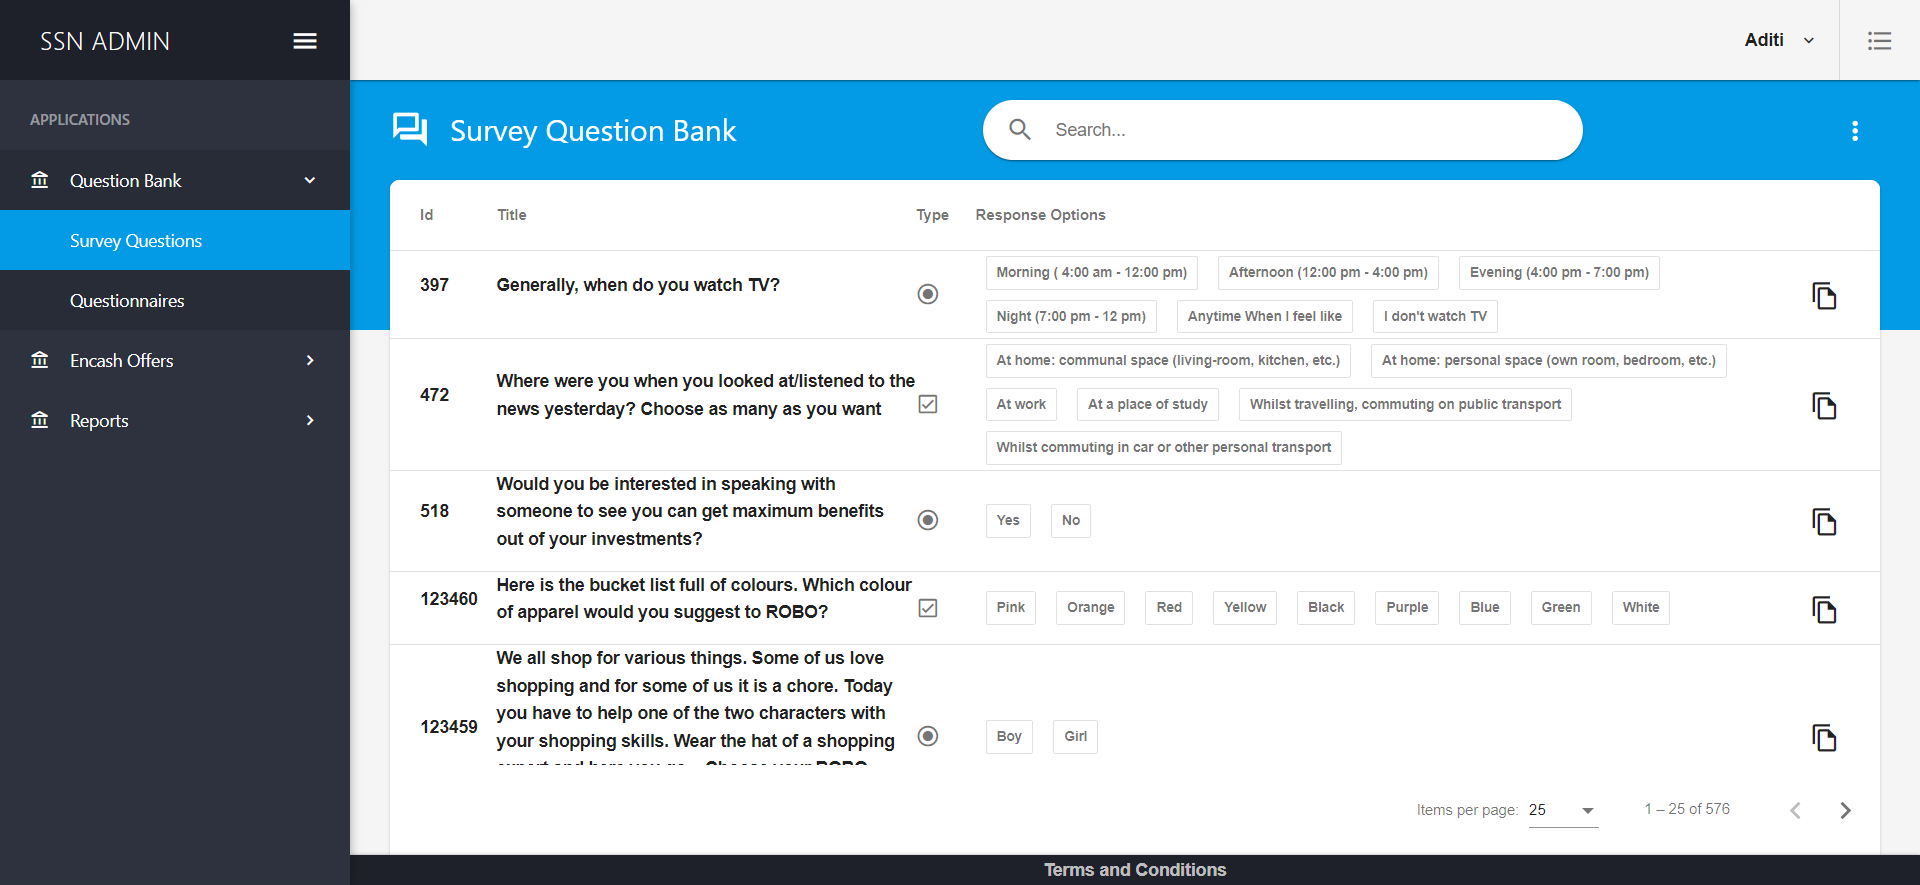 SSN ADMIN
Aditi
APPLICATIONS
Question Bank
Survey Questions
Questionnaires
Encash Offers
Reports
Survey Question Bank
Search...
Id Title Type Response Options
397
Generally, when do you watch TV?
Morning ( 4:00 am - 12:00 pm) Afternoon (12:00 pm - 4:00 pm) Evening (4:00 pm - 7:00 pm)
Night (7:00 pm - 12 pm) Anytime When I feel like I don't watch TV
472
Where were you when you looked at/listened to the
news yesterday? Choose as many as you want
At home: communal space (living-room, kitchen, etc.) At home: personal space (own room, bedroom, etc.)
At work At a place of study Whilst travelling, commuting on public transport
Whilst commuting in car or other personal transport
518
Would you be interested in speaking with
someone to see you can get maximum benefits
out of your investments?
Yes No
123460
Here is the bucket list full of colours. Which colour
of apparel would you suggest to ROBO?
Pink Orange Red Yellow Black Purple Blue Green White
123459
We all shop for various things. Some of us love
shopping and for some of us it is a chore. Today
you have to help one of the two characters with
your shopping skills. Wear the hat of a shopping
Boy Girl
Items per page: 25 1 – 25 of 576
Terms and Conditions